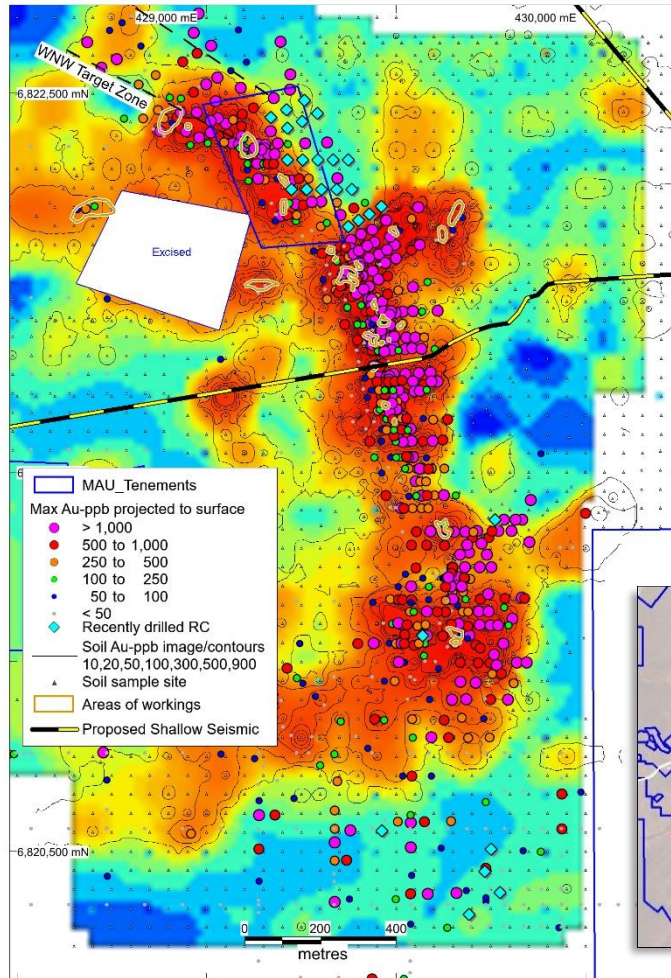 429,000 mE
430,000 mE
WNW Target Zone
6,822,500 mN
Excised
MAU_Tenements
Max Au-ppb projected to surface
> 1,000
500 to 1,000
250 to 500
100 to 250
50 to 100
< 50
Recently drilled RC
Soil Au-ppb image/contours
10,20,50,100,300,500,900
Soil sample site
Areas of workings
Proposed Shallow Seismic
6,820,500 mN
0 200 400
metres